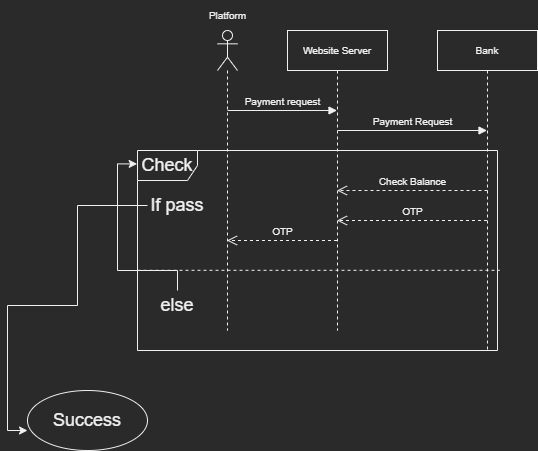 Platform
Website Server
Bank
Payment request
Payment Request
Check
Check Balance
If pass
OTP
OTP
else
Success